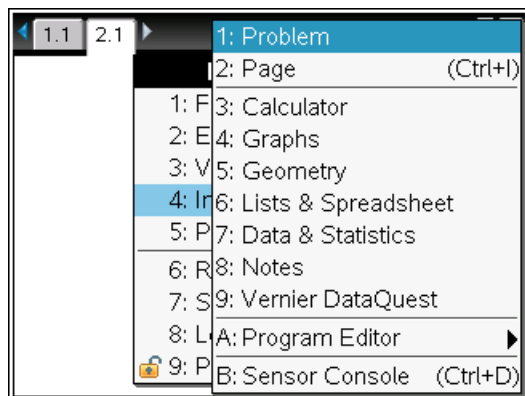 1.1 2.1
1: F
2: E
3: V
4: In
5: P
6: R
7: S
8: L
9: P
1: Problem
2: Page (Ctrl+I)
3: Calculator
4: Graphs
5: Geometry
6: Lists & Spreadsheet
7: Data & Statistics
8: Notes
9: Vernier DataQuest
A: Program Editor
B: Sensor Console (Ctrl+D)